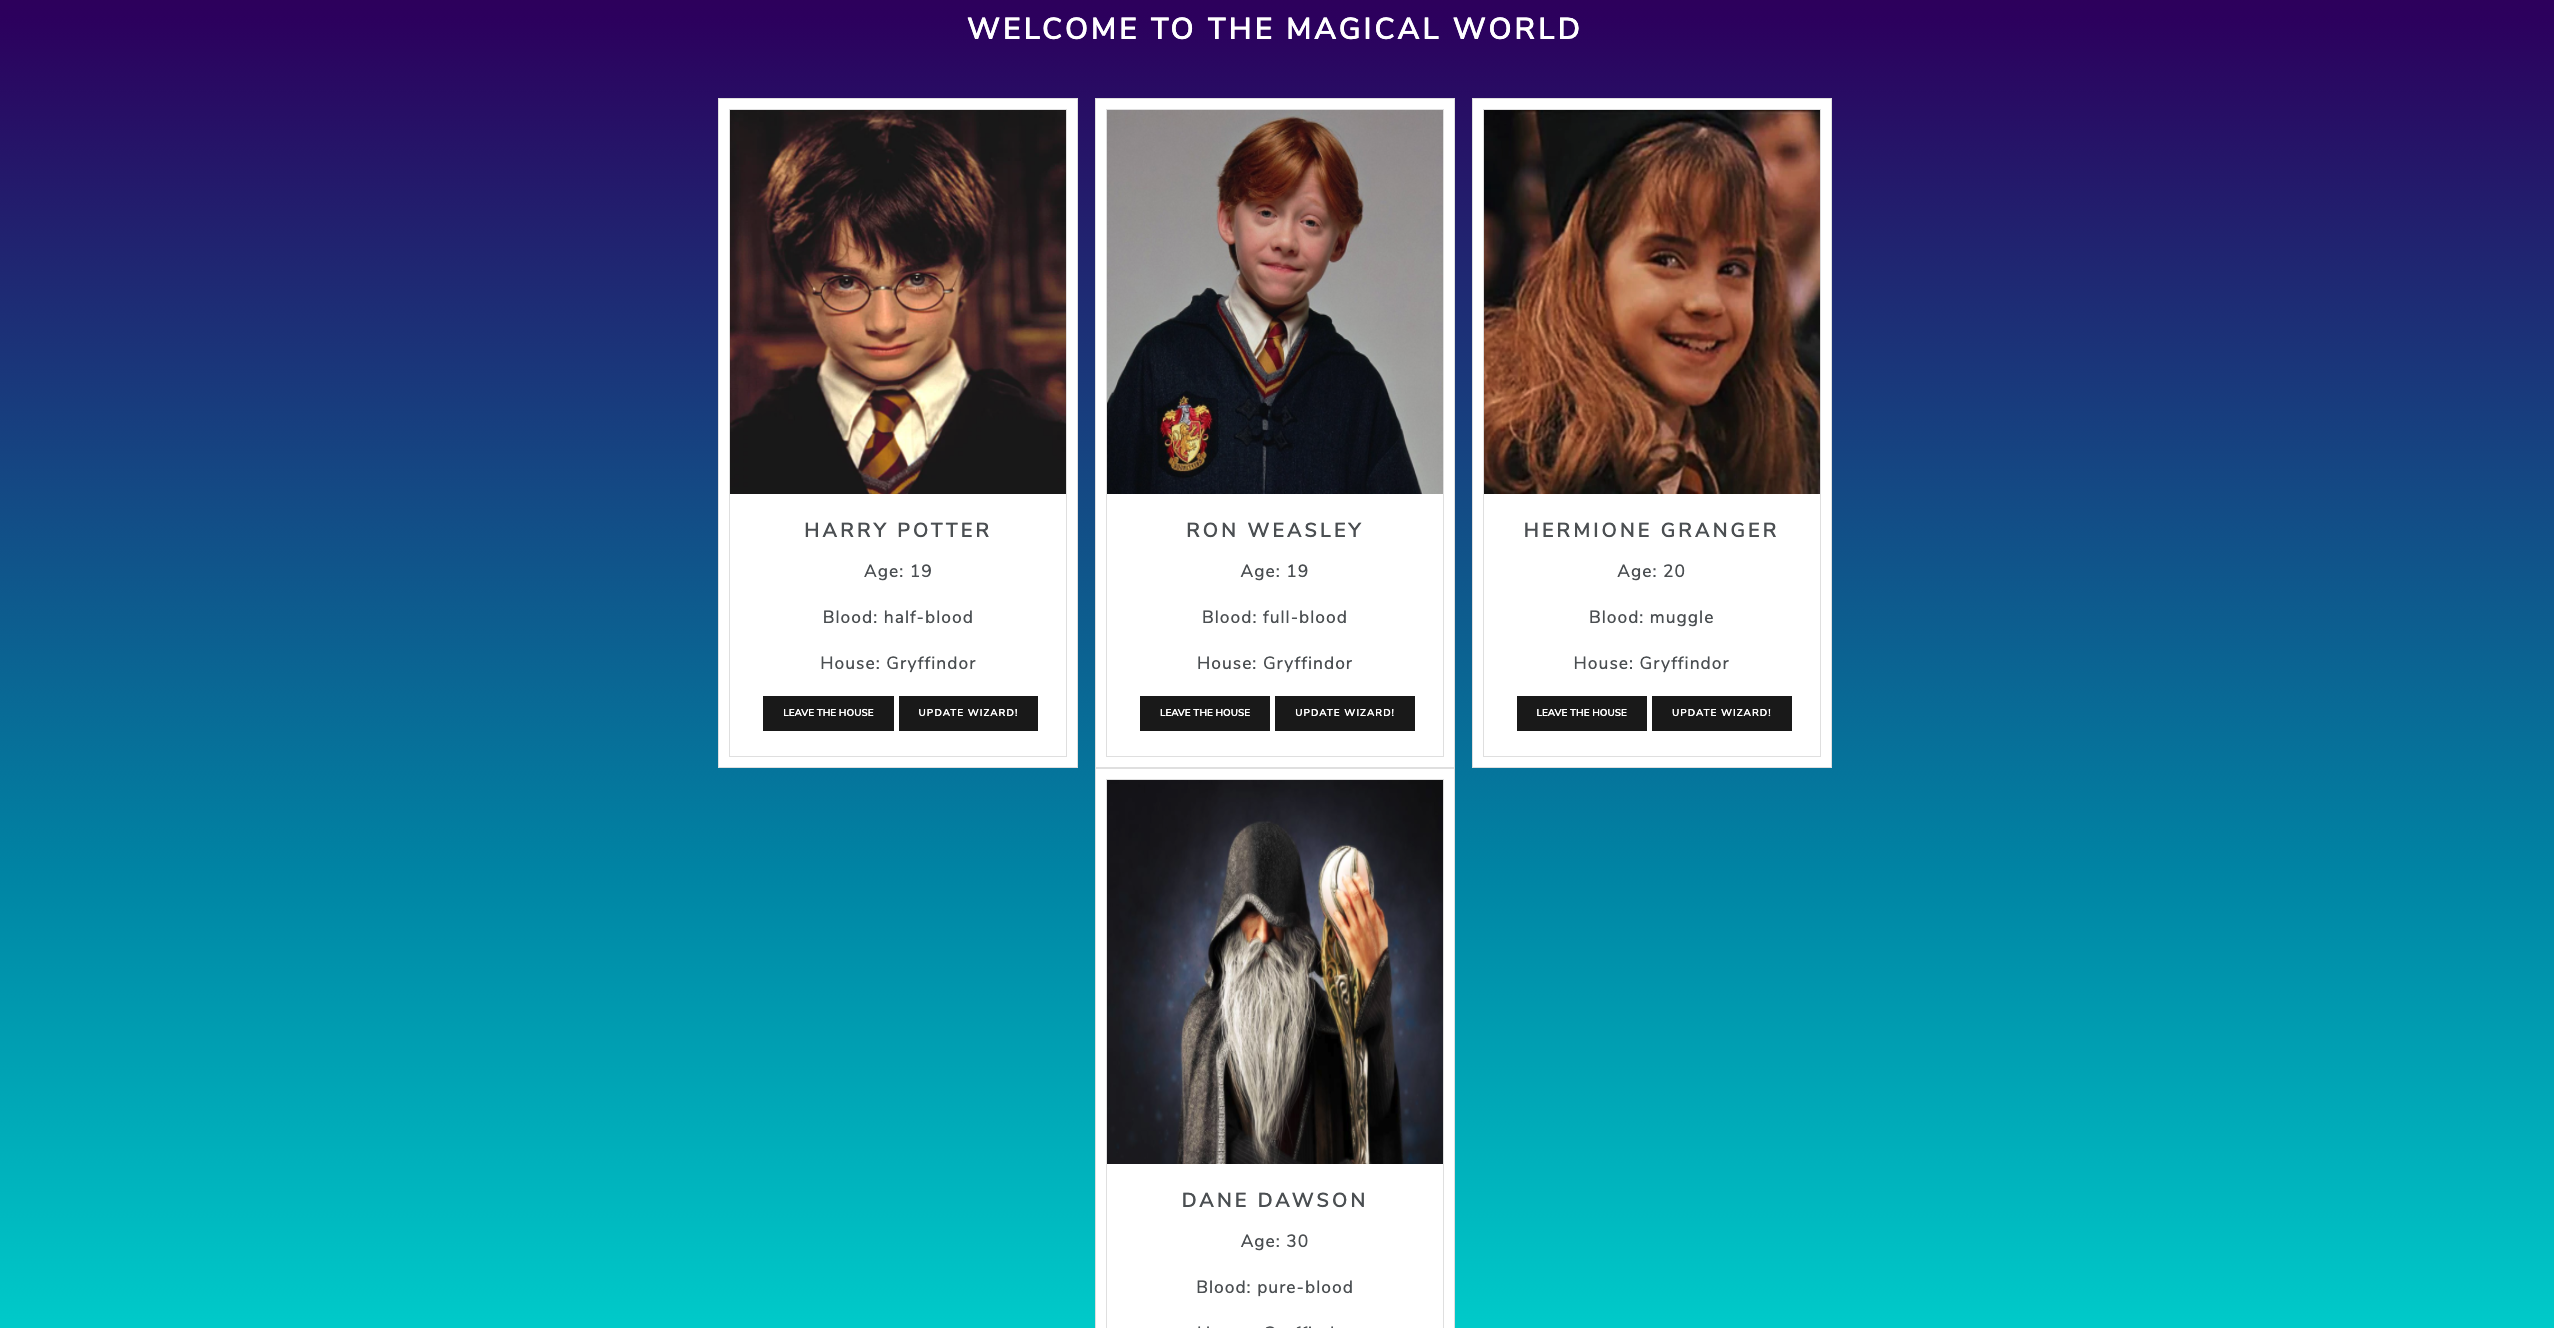 WELCOME TO THE MAGICAL WORLD
HARRY POTTER
Age: 19
Blood: half-blood
House: Gryffindor
LEAVE THE HOUSE UPDATE WIZARD!
RON WEASLEY
Age: 19
Blood: full-blood
House: Gryffindor
LEAVE THE HOUSE UPDATE WIZARD!
HERMIONE GRANGER
Age: 20
Blood: muggle
House: Gryffindor
LEAVE THE HOUSE UPDATE WIZARD!
DANE DAWSON
Age: 30
Blood: pure-blood